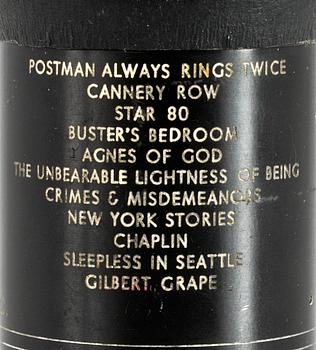 POSTMAN ALWAYS RINGS TWICE
CANNERY ROW
STAR 80
BUSTER'S BEDROOM
AGNES OF GOD
THE UNBEARABLE LIGHTNESS OF BEING
CRIMES & MISDEMEANORS
NEW YORK STORIES
CHAPLIN
SLEEPLESS IN SEATTLE
GILBERT GRAPE